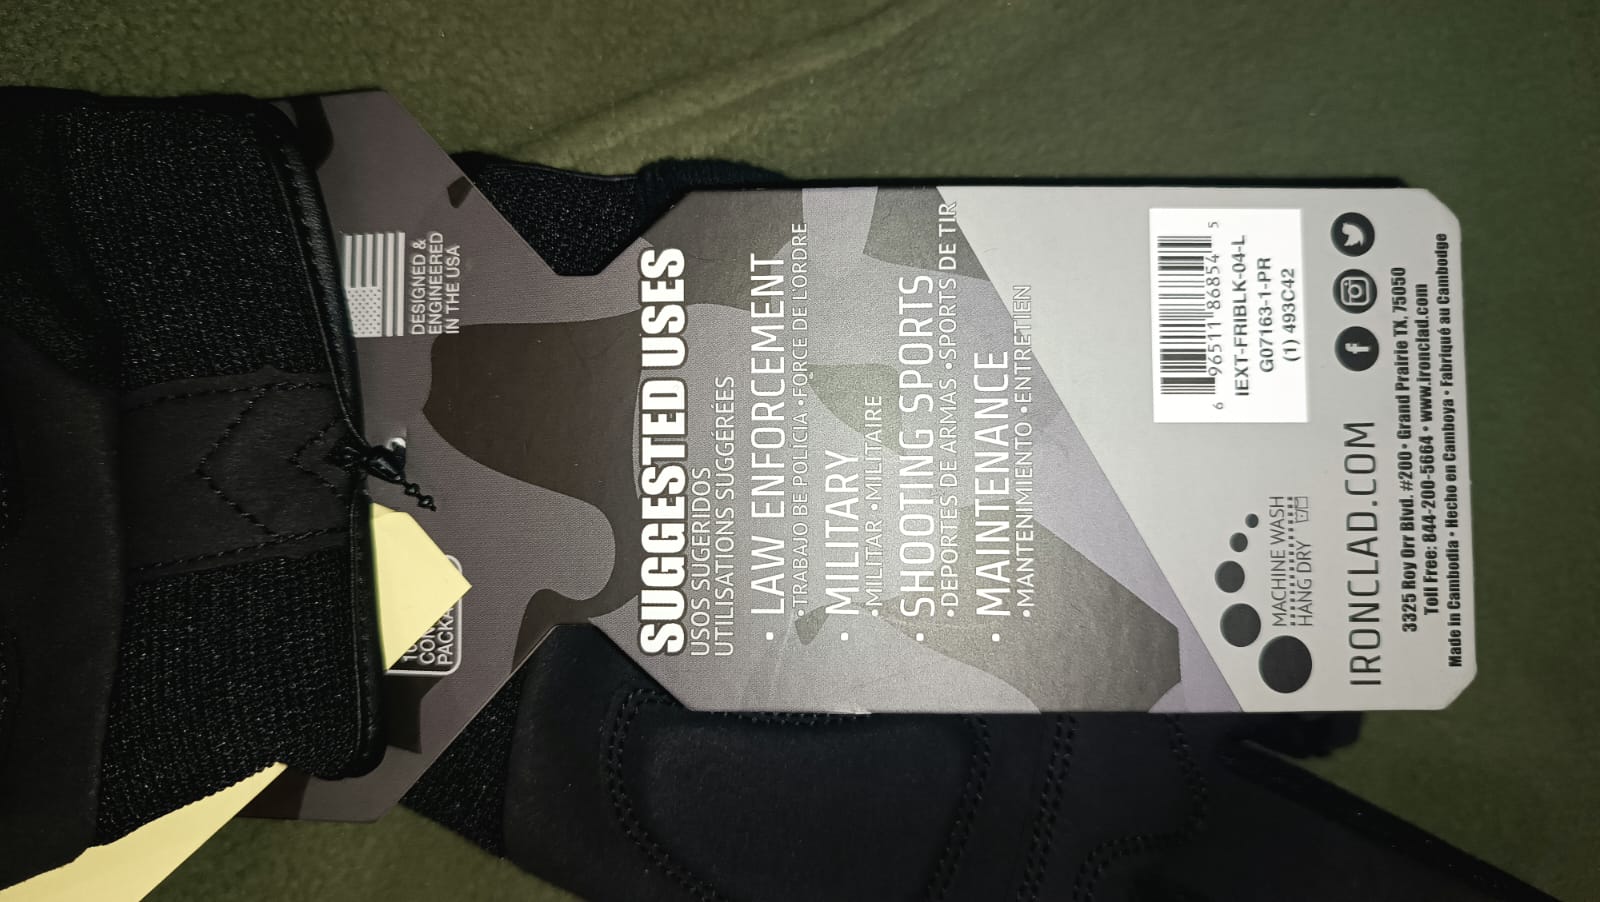 DESIGNED &
ENGINEERED
IN THE USA
SUGGESTED USES
USOS SUGERIDOS
UTILISATIONS SUGGÉRÉES
• LAW ENFORCEMENT
•TRABAJO BE POLÍCIA •FORCE DE L'ORDRE
• MILITARY
•MILITAR •MILITAIRE
• SHOOTING SPORTS
•DEPORTES DE ARMAS •SPORTS DE TIR
• MAINTENANCE
•MANTENIMIENTO •ENTRETIEN
6 96511 86854 5
IEXT-FRIBLK-04-L
G07163-1-PR
(1) 493C42
MACHINE WASH
HANG DRY
IRONCLAD.COM
3325 Roy Orr Blvd. #200 • Grand Prairie TX, 75050
Toll Free: 844-200-5664 • www.ironclad.com
Made in Cambodia • Hecho en Camboya • Fabriqué au Cambodge